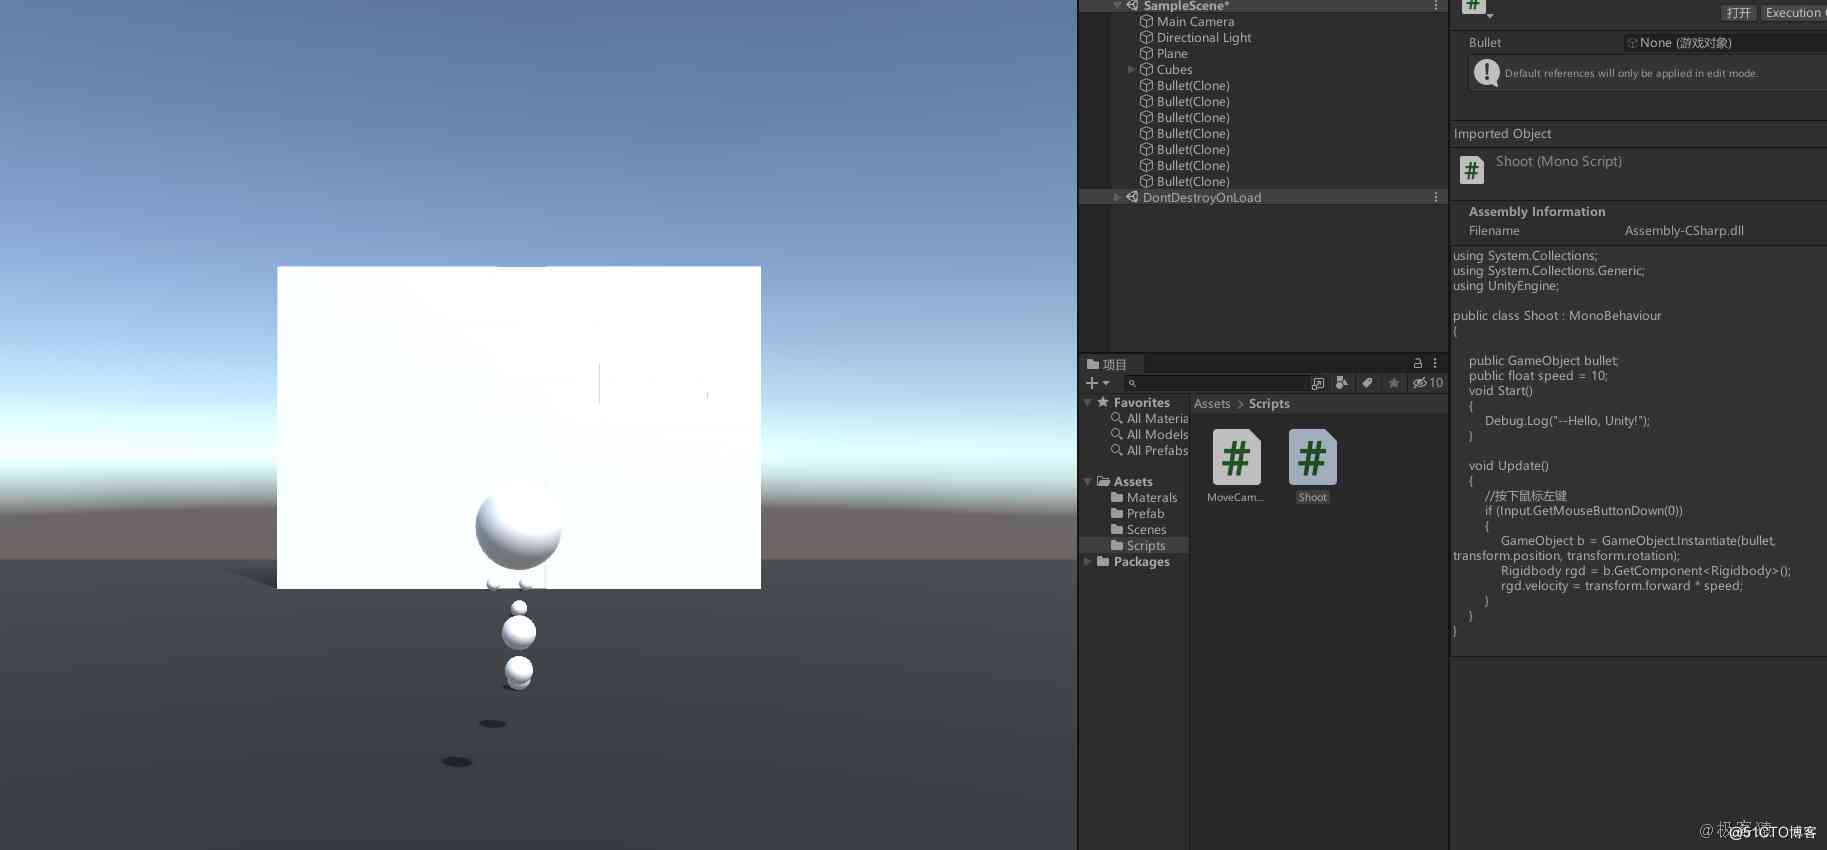 SampleScene*
Main Camera
Directional Light
Plane
Cubes
Bullet(Clone)
Bullet(Clone)
Bullet(Clone)
Bullet(Clone)
Bullet(Clone)
Bullet(Clone)
Bullet(Clone)
DontDestroyOnLoad
项目
10
Favorites
All Materia
All Models
All Prefabs
Assets
Materals
Prefab
Scenes
Scripts
Packages
Assets > Scripts
MoveCam...
Shoot
#
打开
Execution
Bullet
None (游戏对象)
Default references will only be applied in edit mode.
Imported Object
#
Shoot (Mono Script)
Assembly Information
Filename
Assembly-CSharp.dll
using System.Collections;
using System.Collections.Generic;
using UnityEngine;
public class Shoot : MonoBehaviour
{
public GameObject bullet;
public float speed = 10;
void Start()
{
Debug.Log("--Hello, Unity!");
}
void Update()
{
//按下鼠标左键
if (Input.GetMouseButtonDown(0))
{
GameObject b = GameObject.Instantiate(bullet,
transform.position, transform.rotation);
Rigidbody rgd = b.GetComponent<Rigidbody>();
rgd.velocity = transform.forward * speed;
}
}
}
@51CTO博客